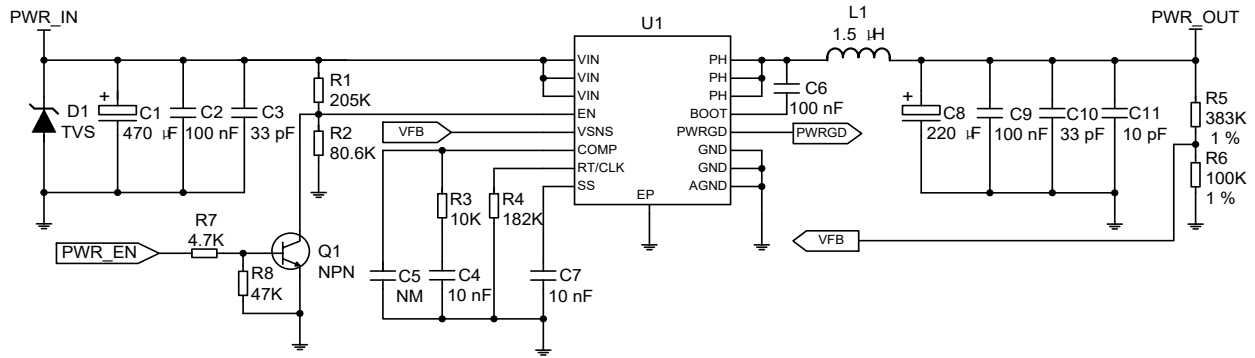 PWR_IN
U1
L1
1.5 µH
PWR_OUT
VIN
VIN
VIN
EN
VSNS
COMP
RT/CLK
SS
EP
PH
PH
PH
BOOT
PWRGD
GND
GND
AGND
D1
TVS
+
C1
470 µF
C2
100 nF
C3
33 pF
R1
205K
R2
80.6K
VFB
C6
100 nF
PWRGD
+
C8
220 µF
C9
100 nF
C10
33 pF
C11
10 pF
R5
383K
1 %
R6
100K
1 %
R3
10K
R4
182K
VFB
R7
4.7K
PWR_EN
R8
47K
Q1
NPN
C5
NM
C4
10 nF
C7
10 nF